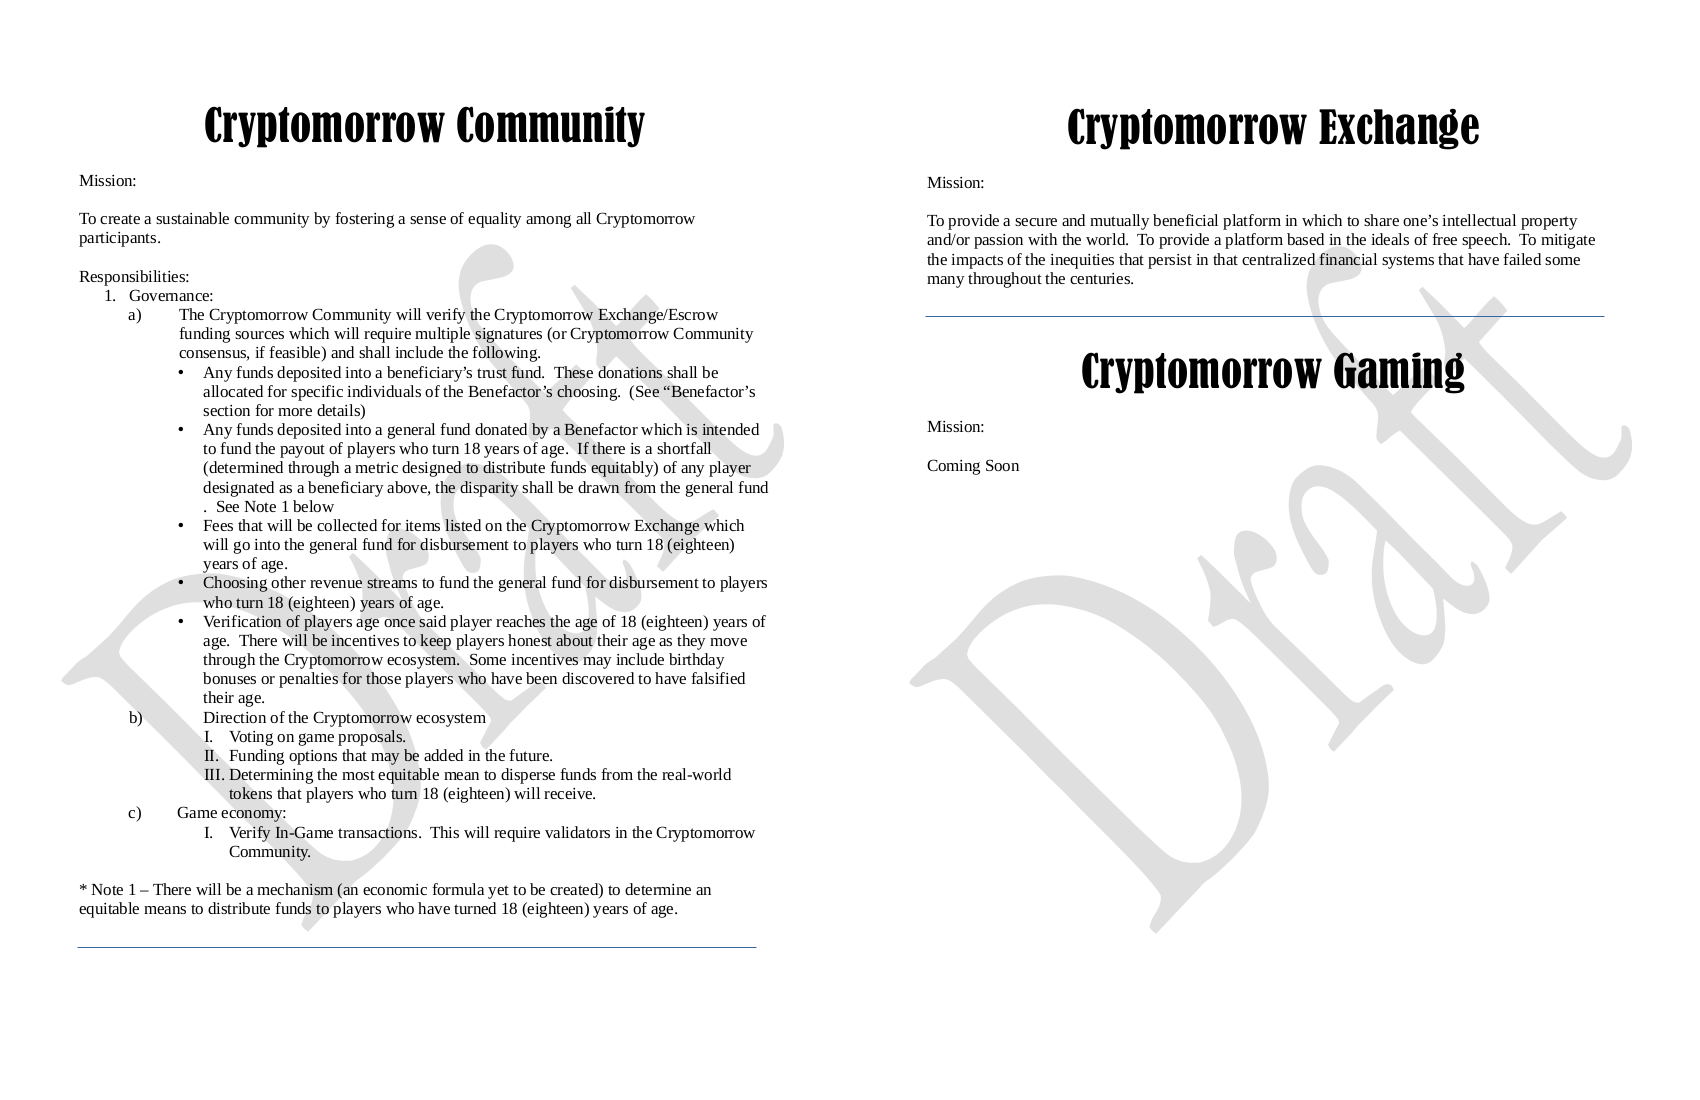 Cryptomorrow Community
Mission:
To create a sustainable community by fostering a sense of equality among all Cryptomorrow
participants.
Responsibilities:
1. Governance:
a) The Cryptomorrow Community will verify the Cryptomorrow Exchange/Escrow
funding sources which will require multiple signatures (or Cryptomorrow Community
consensus, if feasible) and shall include the following.
• Any funds deposited into a beneficiary’s trust fund.  These donations shall be
allocated for specific individuals of the Benefactor’s choosing.  (See “Benefactor’s
section for more details)
• Any funds deposited into a general fund donated by a Benefactor which is intended
to fund the payout of players who turn 18 years of age.  If there is a shortfall
(determined through a metric designed to distribute funds equitably) of any player
designated as a beneficiary above, the disparity shall be drawn from the general fund
.  See Note 1 below
• Fees that will be collected for items listed on the Cryptomorrow Exchange which
will go into the general fund for disbursement to players who turn 18 (eighteen)
years of age.
• Choosing other revenue streams to fund the general fund for disbursement to players
who turn 18 (eighteen) years of age.
• Verification of players age once said player reaches the age of 18 (eighteen) years of
age.  There will be incentives to keep players honest about their age as they move
through the Cryptomorrow ecosystem.  Some incentives may include birthday
bonuses or penalties for those players who have been discovered to have falsified
their age.
b) Direction of the Cryptomorrow ecosystem
I. Voting on game proposals.
II. Funding options that may be added in the future.
III. Determining the most equitable mean to disperse funds from the real-world
tokens that players who turn 18 (eighteen) will receive.
c) Game economy:
I. Verify In-Game transactions.  This will require validators in the Cryptomorrow
Community.
* Note 1 – There will be a mechanism (an economic formula yet to be created) to determine an
equitable means to distribute funds to players who have turned 18 (eighteen) years of age.
Draft
Cryptomorrow Exchange
Mission:
To provide a secure and mutually beneficial platform in which to share one’s intellectual property
and/or passion with the world.  To provide a platform based in the ideals of free speech.  To mitigate
the impacts of the inequities that persist in that centralized financial systems that have failed some
many throughout the centuries.
Cryptomorrow Gaming
Mission:
Coming Soon
Draft